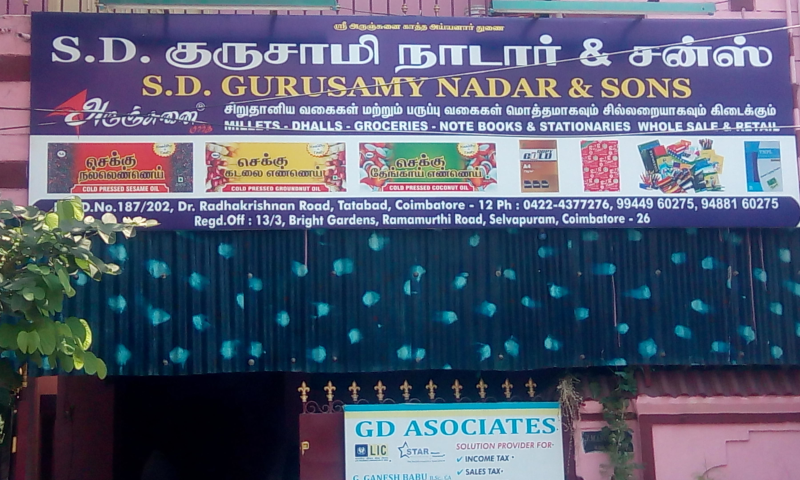 ஸ்ரீ அருஞ்சுனை காத்த அய்யனார் துணை
S.D. குருசாமி நாடார் & சன்ஸ்
S.D. GURUSAMY NADAR & SONS
அருஞ்சுனை
சிறுதானிய வகைகள் மற்றும் பருப்பு வகைகள் மொத்தமாகவும் சில்லறையாகவும் கிடைக்கும்
MILLETS - DHALLS - GROCERIES - NOTE BOOKS & STATIONARIES WHOLE SALE & RETAIL
செக்கு நல்லெண்ணெய்
COLD PRESSED SESAME OIL
செக்கு கடலை எண்ணெய்
COLD PRESSED GROUNDNUT OIL
செக்கு தேங்காய் எண்ணெய்
COLD PRESSED COCONUT OIL
D.No.187/202, Dr. Radhakrishnan Road, Tatabad, Coimbatore - 12 Ph : 0422-4377276, 99449 60275, 94881 60275
Regd.Off : 13/3, Bright Gardens, Ramamurthi Road, Selvapuram, Coimbatore - 26
GD ASOCIATES
LIC
STAR
SOLUTION PROVIDER FOR-
✓ INCOME TAX
✓ SALES TAX
G. GANESH BABU